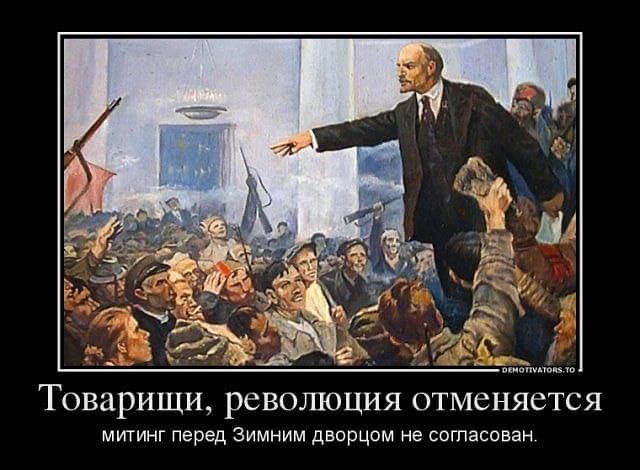 DEMOTIVATORS.TO
Товарищи, революция отменяется
митинг перед Зимним дворцом не согласован.